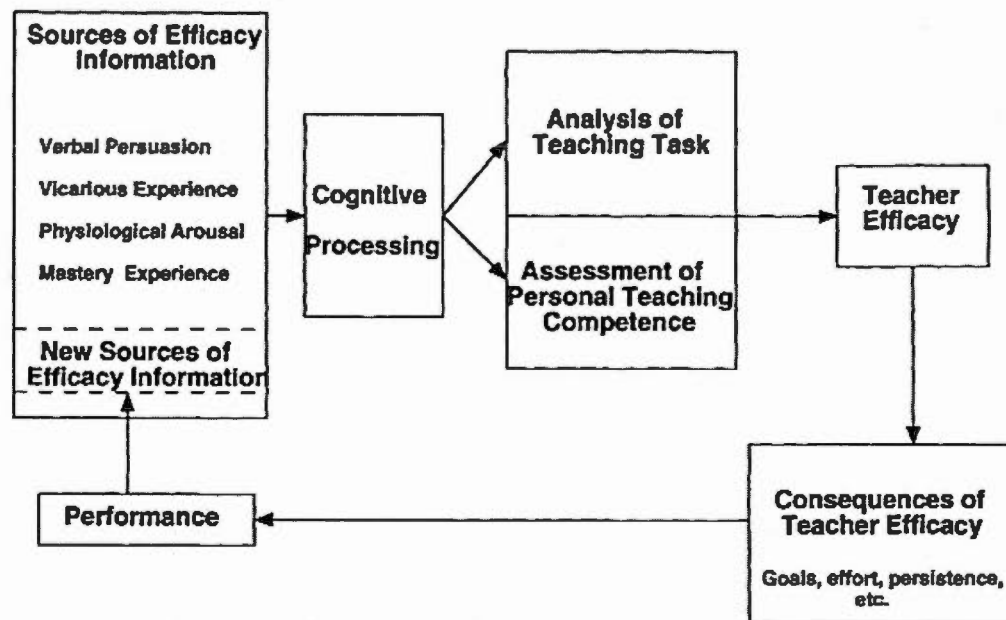 Sources of Efficacy
Information
Verbal Persuasion
Vicarious Experience
Physiological Arousal
Mastery Experience
New Sources of
Efficacy Information
Cognitive
Processing
Analysis of
Teaching Task
Assessment of
Personal Teaching
Competence
Teacher
Efficacy
Consequences of
Teacher Efficacy
Goals, effort, persistence,
etc.
Performance